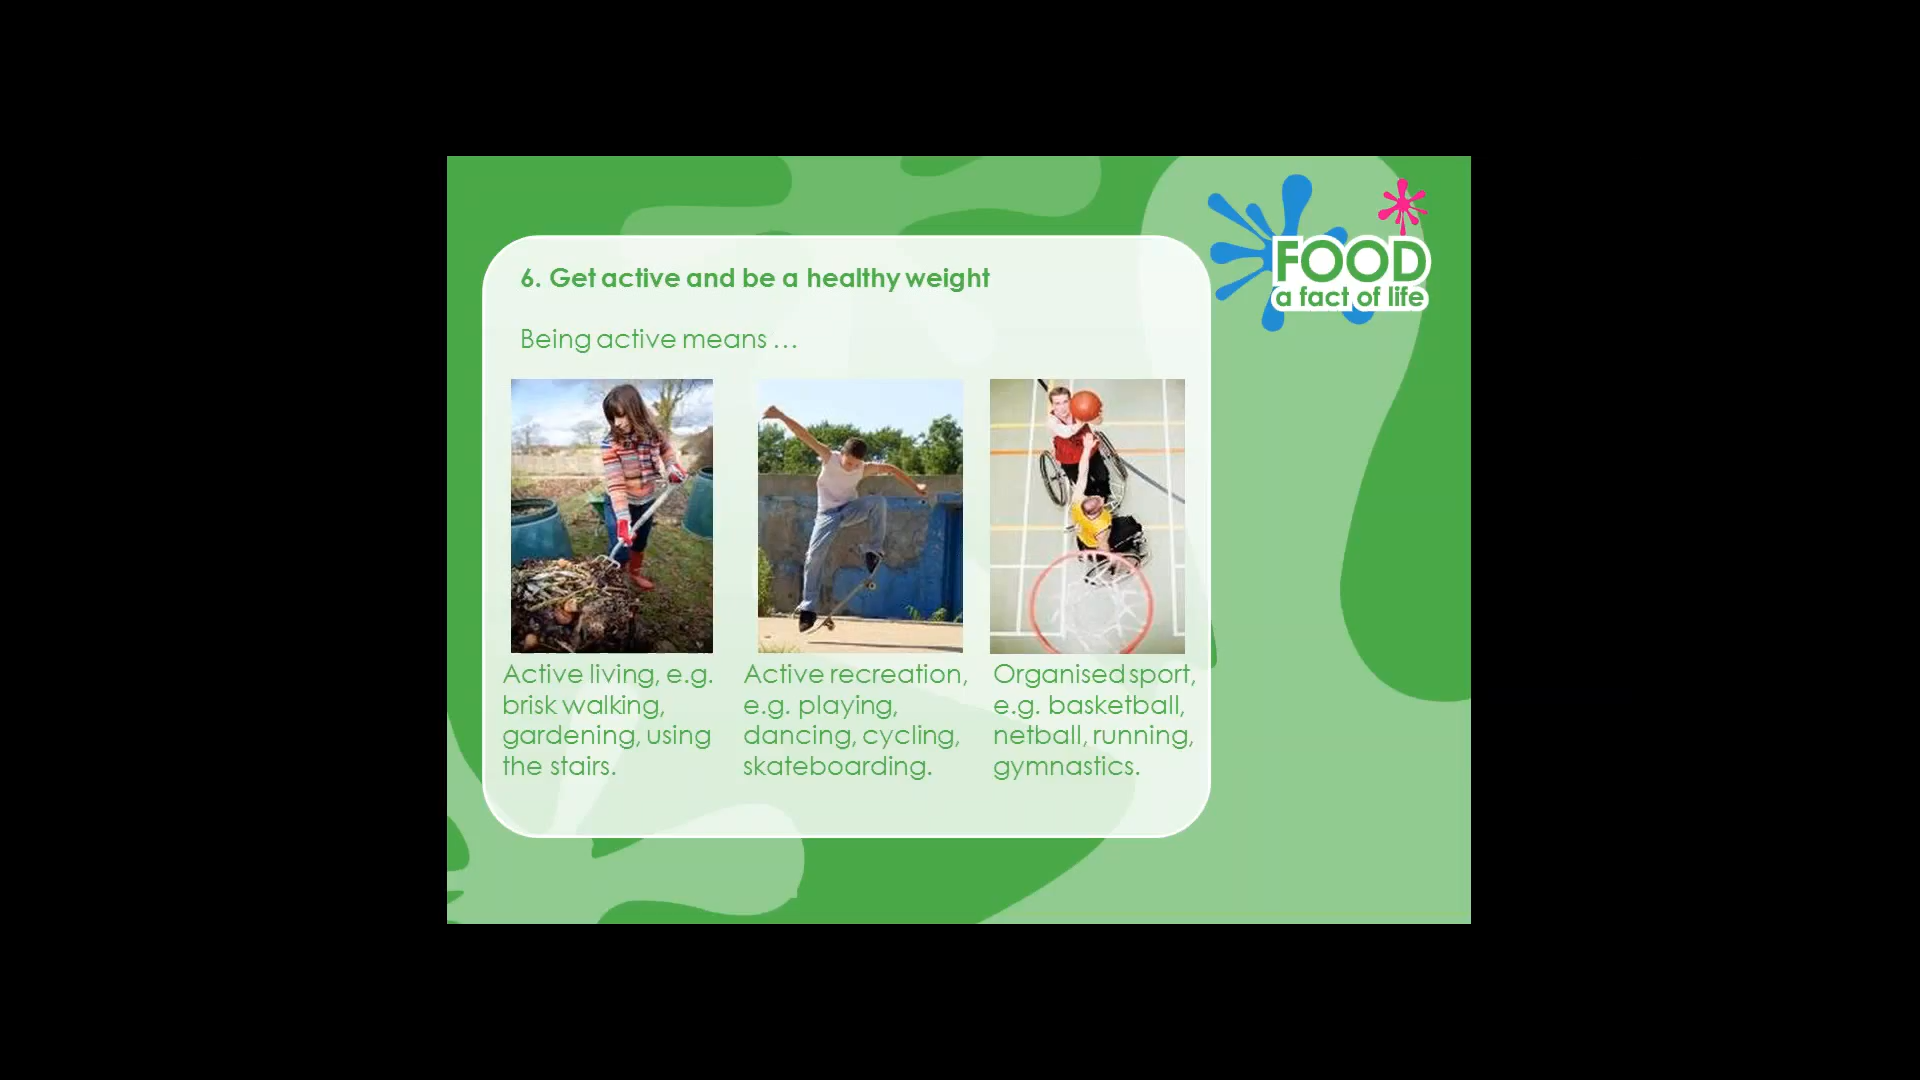 6. Get active and be a healthy weight
Being active means …
Active living, e.g.
brisk walking,
gardening, using
the stairs.
Active recreation,
e.g. playing,
dancing, cycling,
skateboarding.
Organised sport,
e.g. basketball,
netball, running,
gymnastics.
FOOD
a fact of life